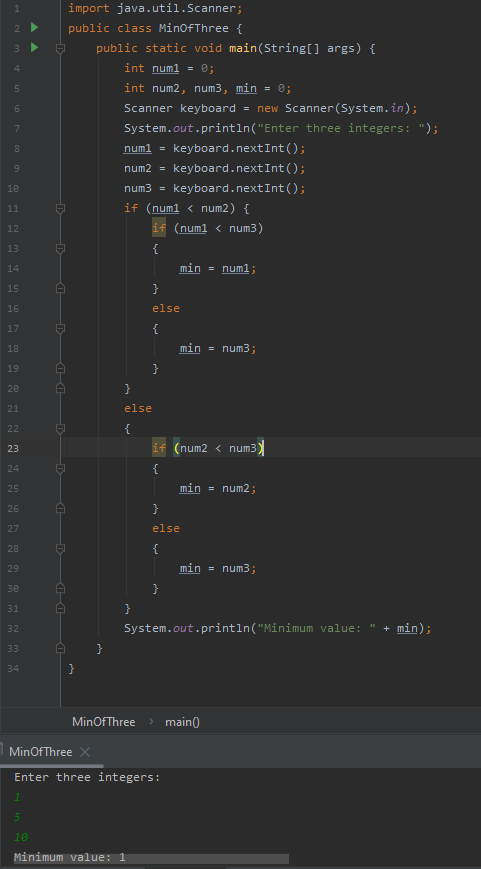 1 import java.util.Scanner;
2 public class MinOfThree {
3 public static void main(String[] args) {
4 int num1 = 0;
5 int num2, num3, min = 0;
6 Scanner keyboard = new Scanner(System.in);
7 System.out.println("Enter three integers: ");
8 num1 = keyboard.nextInt();
9 num2 = keyboard.nextInt();
10 num3 = keyboard.nextInt();
11 if (num1 < num2) {
12 if (num1 < num3)
13 {
14 min = num1;
15 }
16 else
17 {
18 min = num3;
19 }
20 }
21 else
22 {
23 if (num2 < num3)
24 {
25 min = num2;
26 }
27 else
28 {
29 min = num3;
30 }
31 }
32 System.out.println("Minimum value: " + min);
33 }
34 }
MinOfThree › main()
MinOfThree ×
Enter three integers:
1
5
10
Minimum value: 1